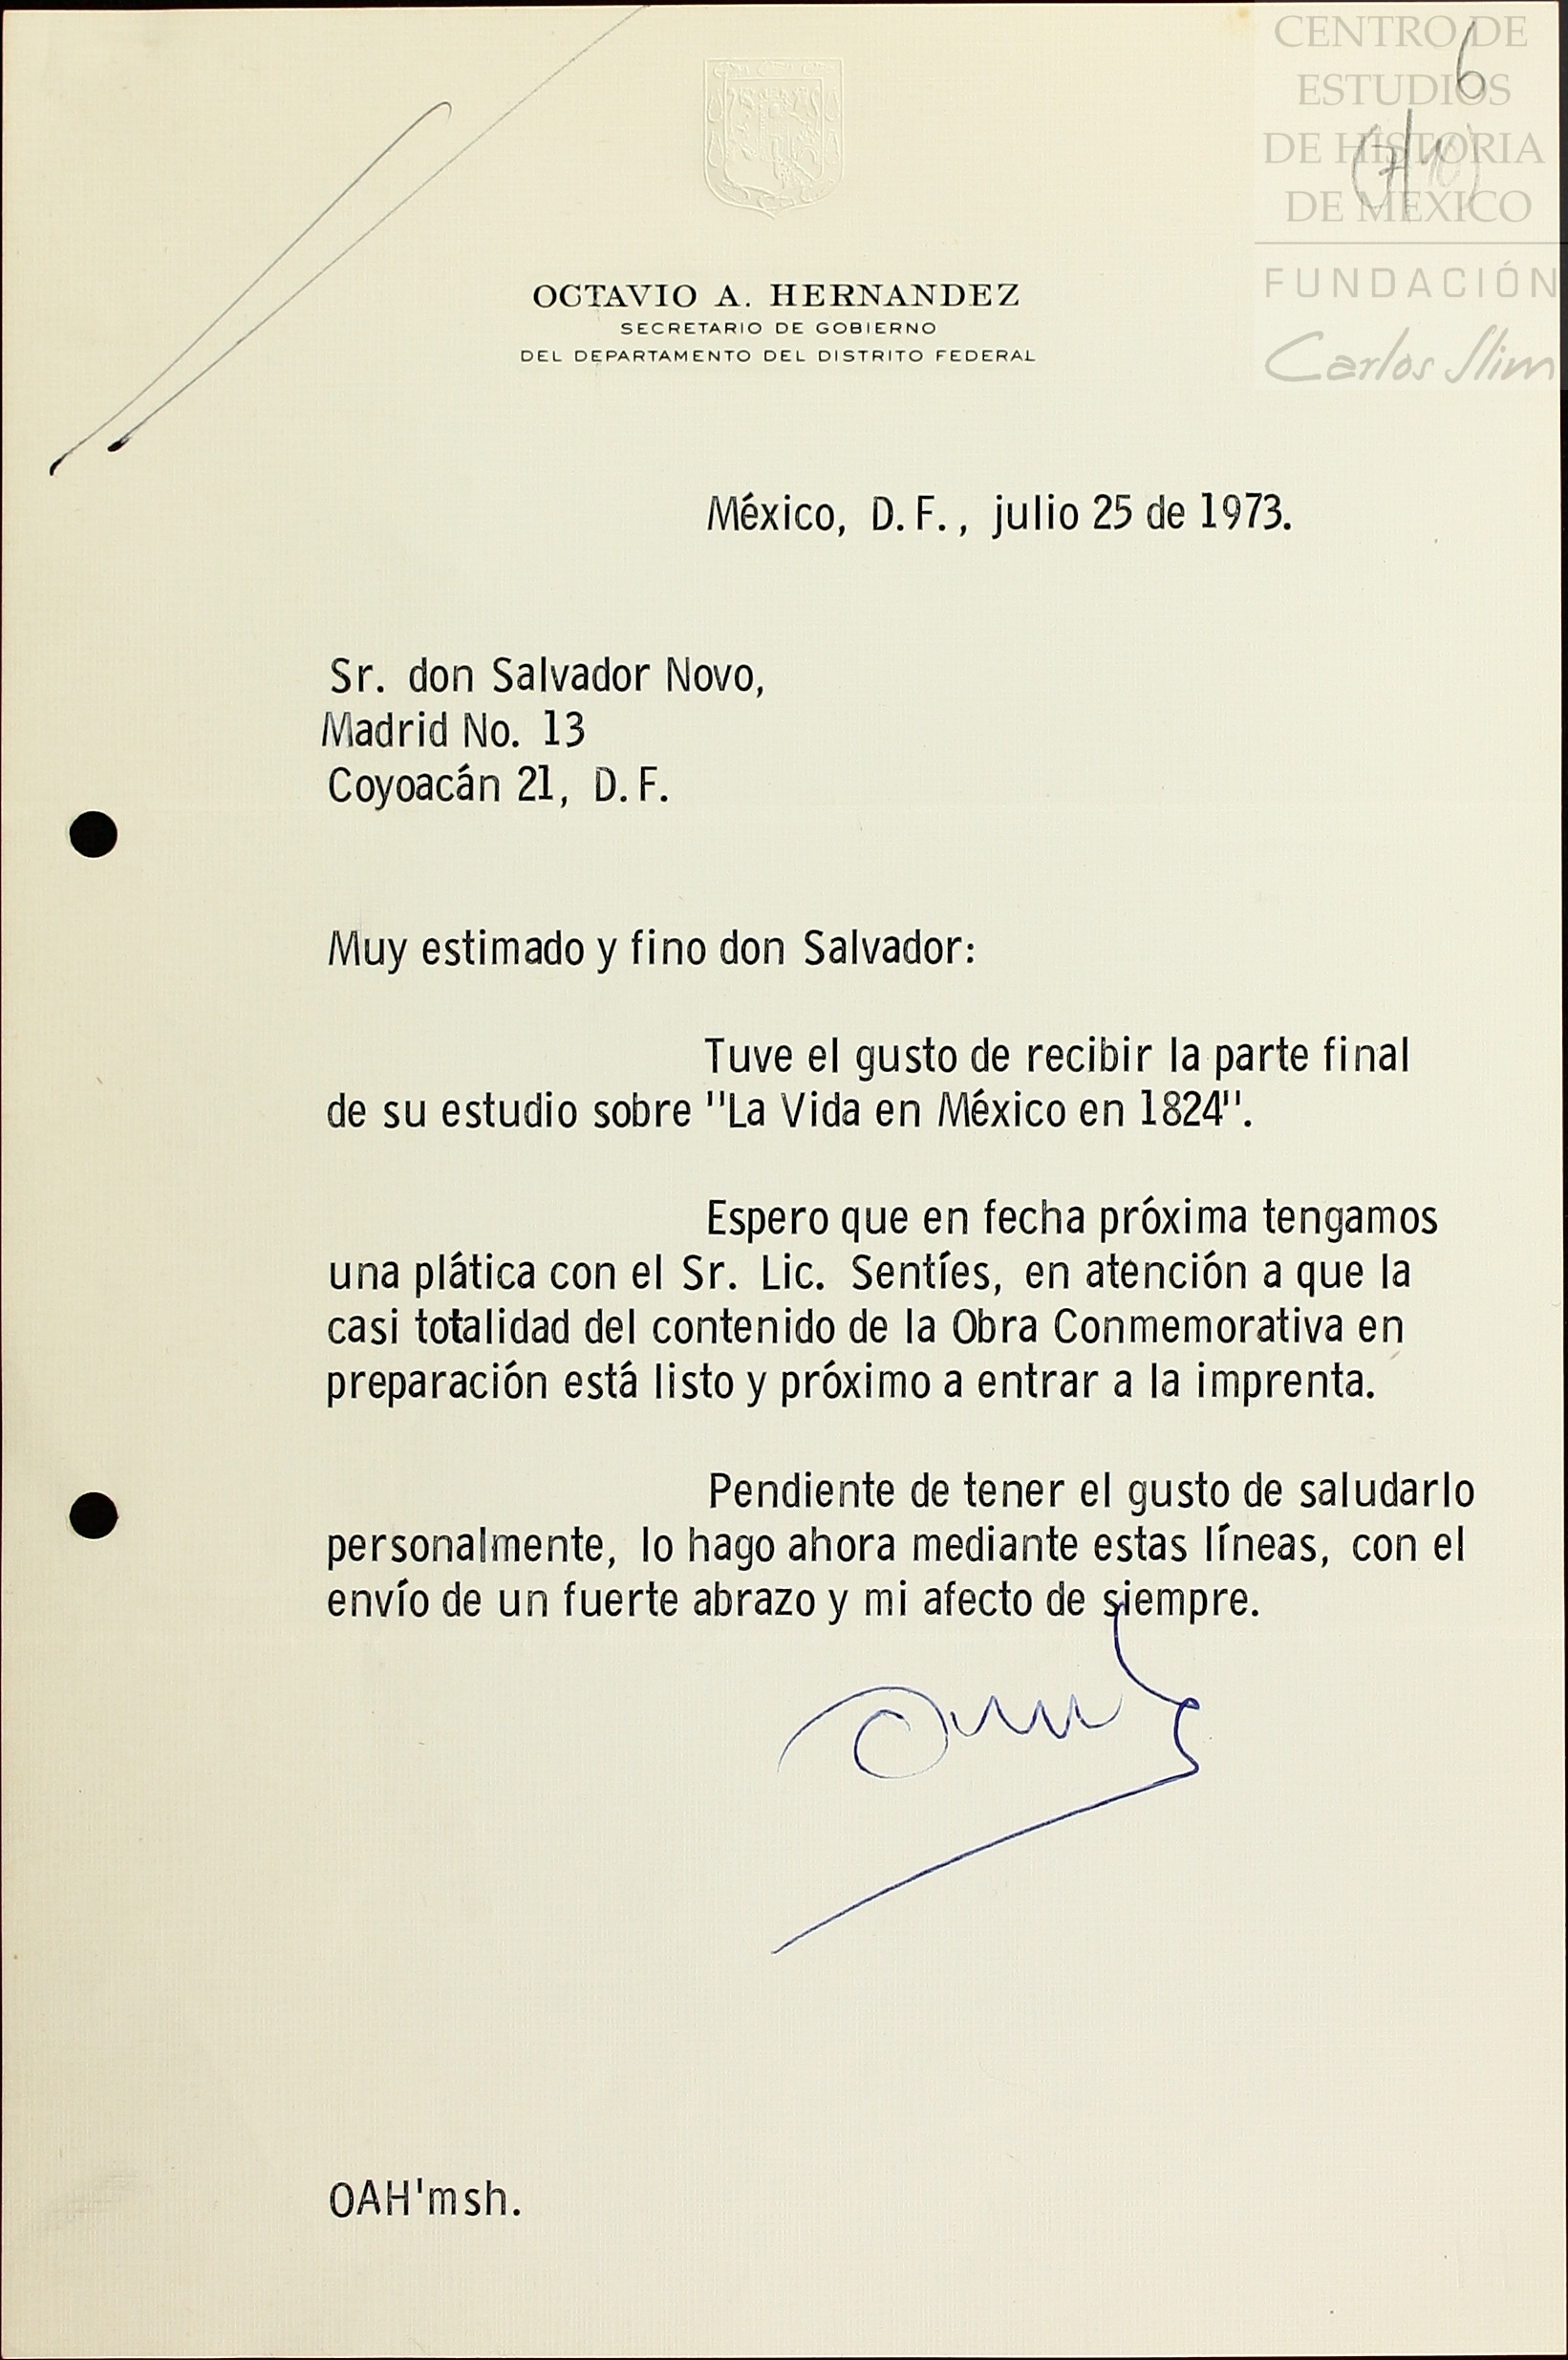 CENTRO DE
ESTUDIOS
DE HISTORIA
DE MÉXICO
FUNDACIÓN
Carlos Slim
6
OCTAVIO A. HERNANDEZ
SECRETARIO DE GOBIERNO
DEL DEPARTAMENTO DEL DISTRITO FEDERAL
México, D.F., julio 25 de 1973.
Sr. don Salvador Novo,
Madrid No. 13
Coyoacán 21, D.F.
Muy estimado y fino don Salvador:
Tuve el gusto de recibir la parte final
de su estudio sobre "La Vida en México en 1824".
Espero que en fecha próxima tengamos
una plática con el Sr. Lic. Sentíes, en atención a que la
casi totalidad del contenido de la Obra Conmemorativa en
preparación está listo y próximo a entrar a la imprenta.
Pendiente de tener el gusto de saludarlo
personalmente, lo hago ahora mediante estas líneas, con el
envío de un fuerte abrazo y mi afecto de siempre.
OAH'msh.